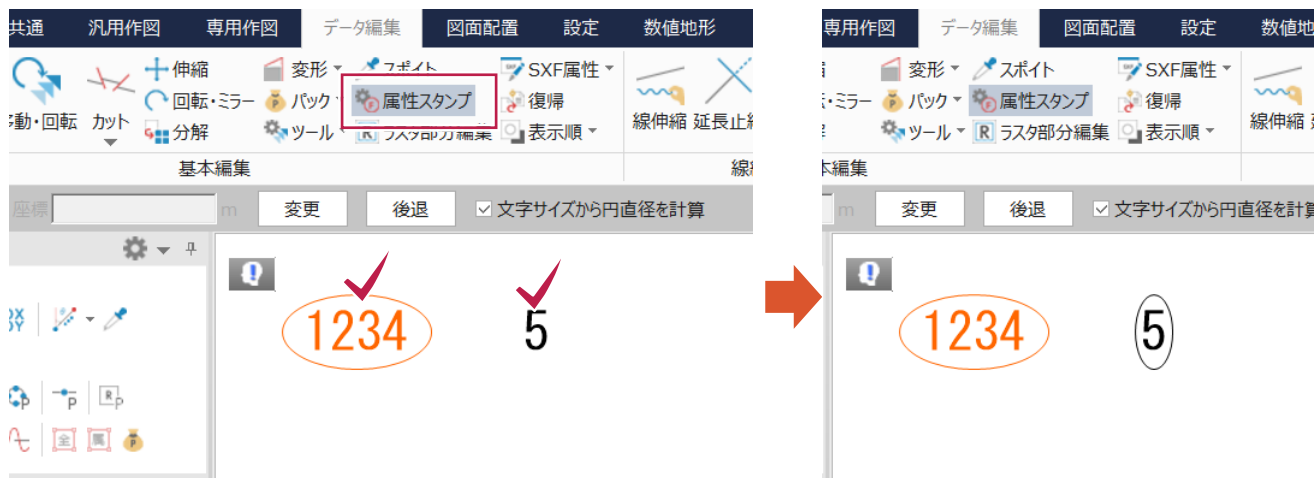 共通 汎用作図 専用作図 データ編集 図面配置 設定 数値地形
伸縮 変形 スポイト SXF属性
回転・ミラー パック 属性スタンプ 復帰
動・回転 カット 分解 ツール ラスタ部分編集 表示順 線伸縮 延長止
基本編集
座標 m 変更 後退 文字サイズから円直径を計算
1234 5
専用作図 データ編集 図面配置 設定 数値地
変形 スポイト SXF属性
・ミラー パック 属性スタンプ 復帰
ツール ラスタ部分編集 表示順 線伸縮
本編集
m 変更 後退 文字サイズから円直径を計算
1234 5